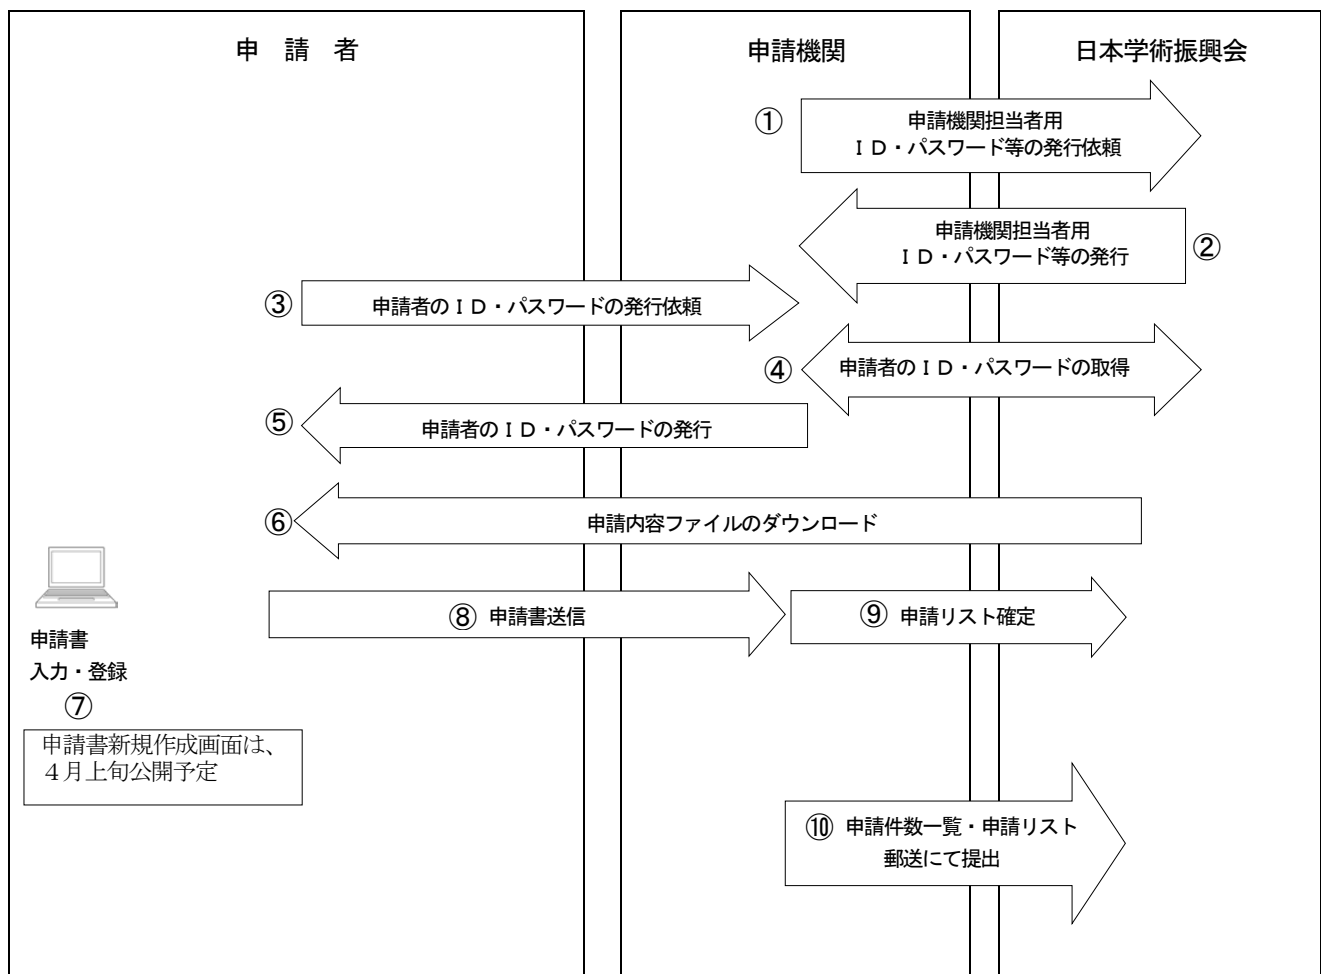 申 請 者
申請機関
日本学術振興会
①
申請機関担当者用
ＩＤ・パスワード等の発行依頼
申請機関担当者用
ＩＤ・パスワード等の発行
②
③
申請者のＩＤ・パスワードの発行依頼
④
申請者のＩＤ・パスワードの取得
⑤
申請者のＩＤ・パスワードの発行
⑥
申請内容ファイルのダウンロード
⑧ 申請書送信
⑨ 申請リスト確定
申請書
入力・登録
⑦
申請書新規作成画面は、
４月上旬公開予定
⑩ 申請件数一覧・申請リスト
郵送にて提出